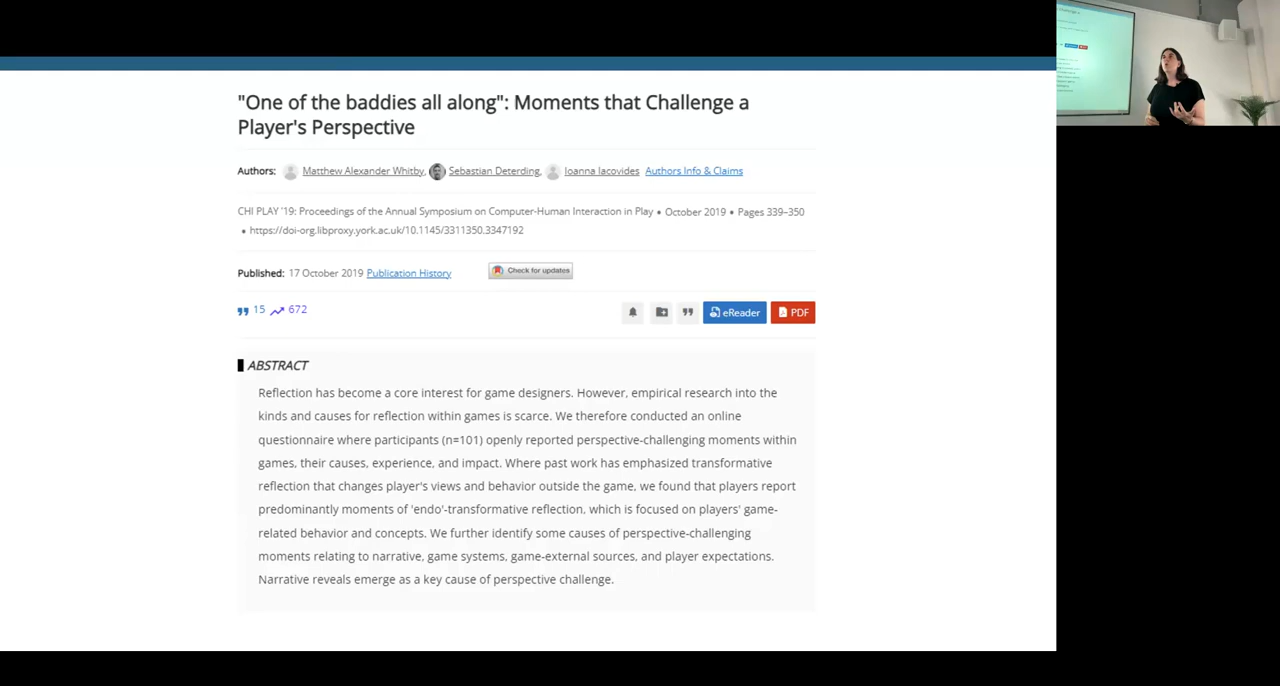 "One of the baddies all along": Moments that Challenge a
Player's Perspective
Authors: Matthew Alexander Whitby, Sebastian Deterding, Ioanna Iacovides Authors Info & Claims
CHI PLAY '19: Proceedings of the Annual Symposium on Computer-Human Interaction in Play • October 2019 • Pages 339–350
• https://doi-org.libproxy.york.ac.uk/10.1145/3311350.3347192
Published: 17 October 2019 Publication History Check for updates
15 672 eReader PDF
ABSTRACT
Reflection has become a core interest for game designers. However, empirical research into the
kinds and causes for reflection within games is scarce. We therefore conducted an online
questionnaire where participants (n=101) openly reported perspective-challenging moments within
games, their causes, experience, and impact. Where past work has emphasized transformative
reflection that changes player's views and behavior outside the game, we found that players report
predominantly moments of 'endo'-transformative reflection, which is focused on players' game-
related behavior and concepts. We further identify some causes of perspective-challenging
moments relating to narrative, game systems, game-external sources, and player expectations.
Narrative reveals emerge as a key cause of perspective challenge.